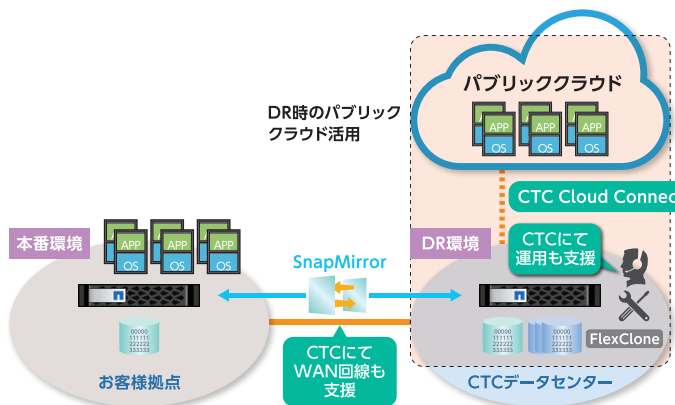 パブリッククラウド
APP
APP
APP
OS
OS
OS
DR時のパブリック
クラウド活用
CTC Cloud Connec
本番環境
APP
APP
APP
OS
OS
OS
SnapMirror
DR環境
CTCにて
運用も支援
00000
111111
222222
333333
00000
111111
222222
333333
00000
111111
222222
333333
FlexClone
CTCにて
WAN回線も
支援
お客様拠点
CTCデータセンター